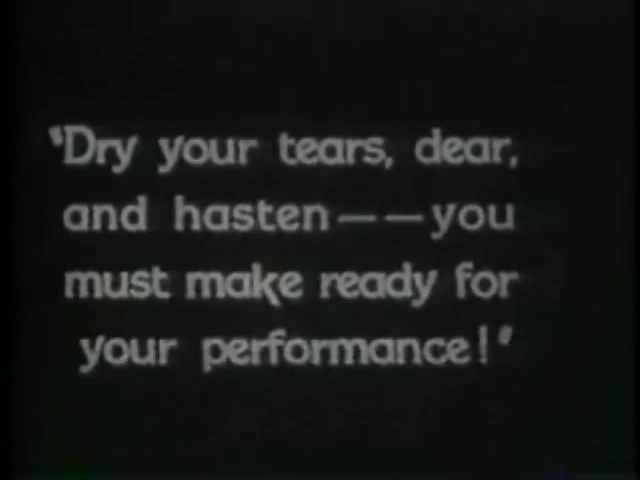 "Dry your tears, dear,
and hasten——you
must make ready for
your performance!"